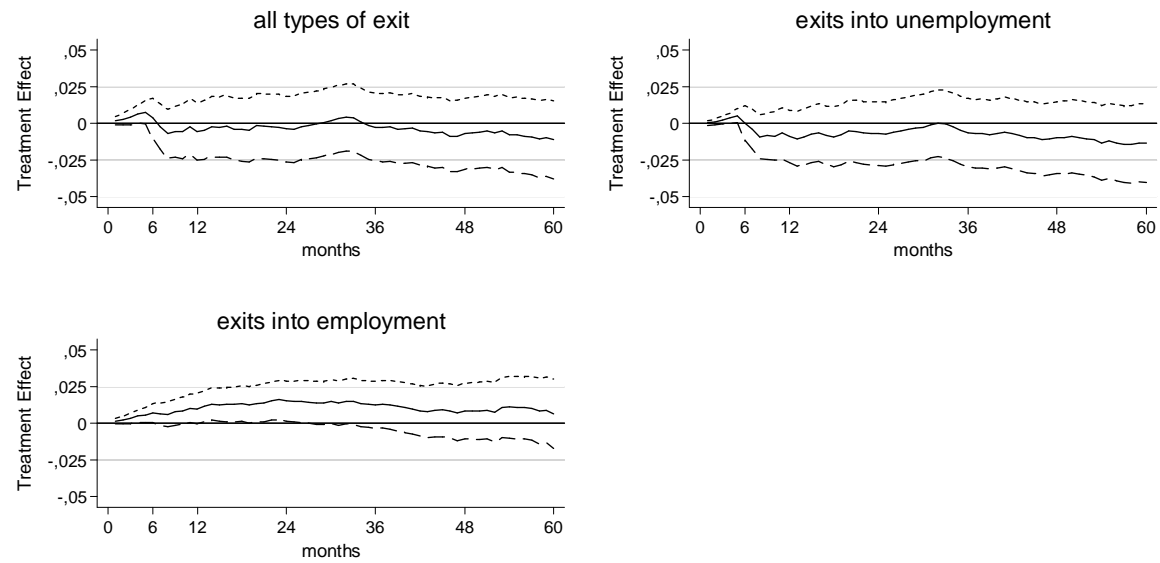 all types of exit
Treatment Effect
,05
,025
0
-,025
-,05
0 6 12 24 36 48 60
months
exits into unemployment
Treatment Effect
,05
,025
0
-,025
-,05
0 6 12 24 36 48 60
months
exits into employment
Treatment Effect
,05
,025
0
-,025
-,05
0 6 12 24 36 48 60
months